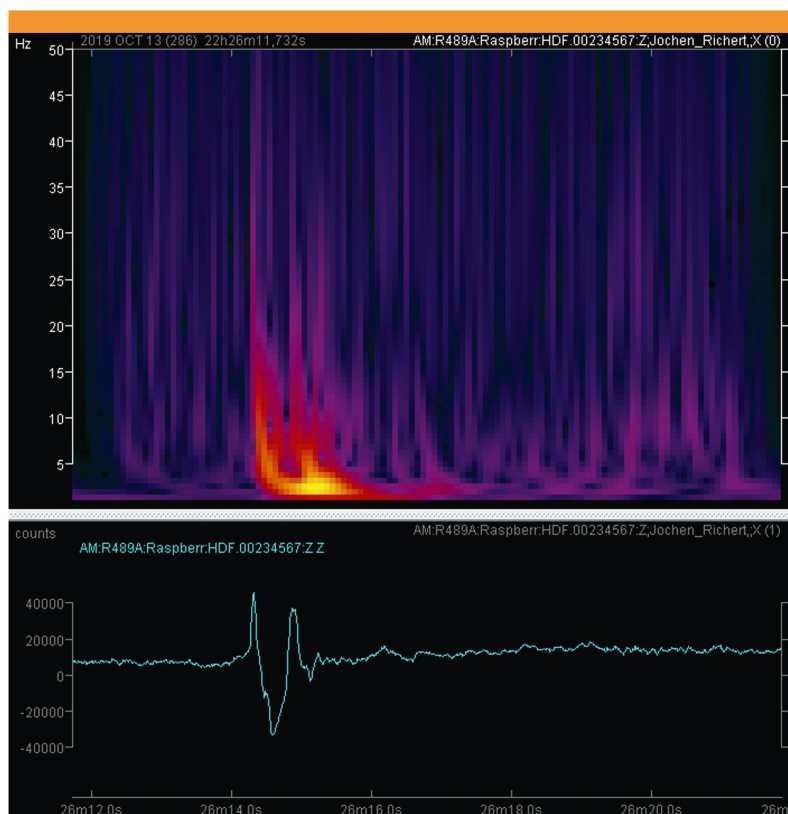 Hz
2019 OCT 13 (286) 22h26m11,732s
AM:R489A:Raspberr:HDF.00234567:Z;Jochen_Richert,;X (0)
50
45
40
35
30
25
20
15
10
5
counts
AM:R489A:Raspberr:HDF.00234567:Z;Jochen_Richert,;X (1)
AM:R489A:Raspberr:HDF.00234567:Z Z
40000
20000
0
-20000
-40000
26m12.0s
26m14.0s
26m16.0s
26m18.0s
26m20.0s
26m